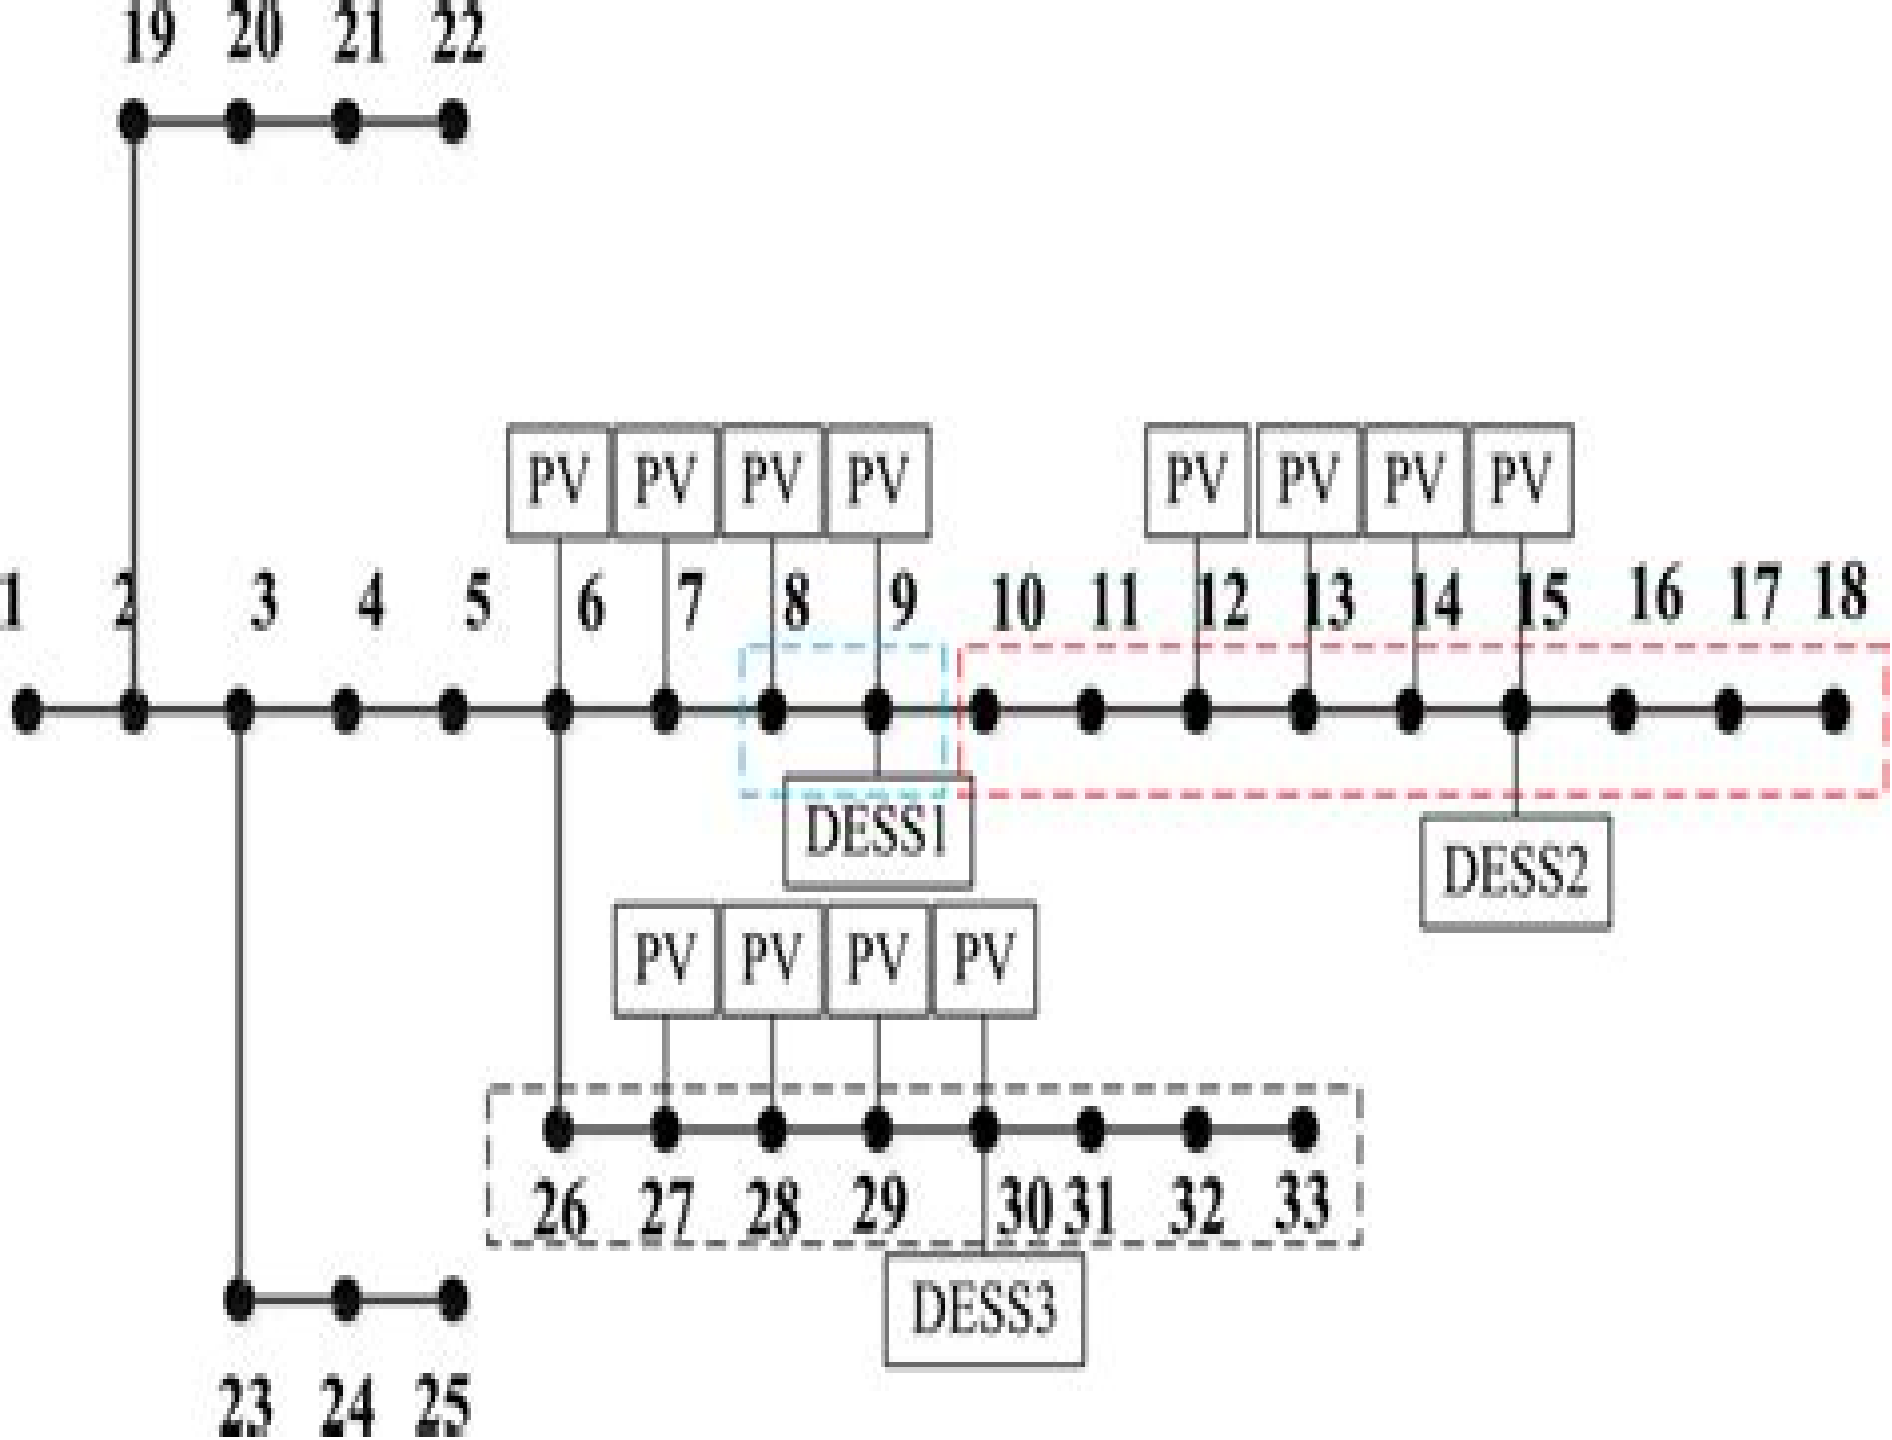 19 20 21 22
PV PV PV PV PV PV PV PV
1 2 3 4 5 6 7 8 9 10 11 12 13 14 15 16 17 18
DESS1
DESS2
PV PV PV PV
26 27 28 29 30 31 32 33
DESS3
23 24 25